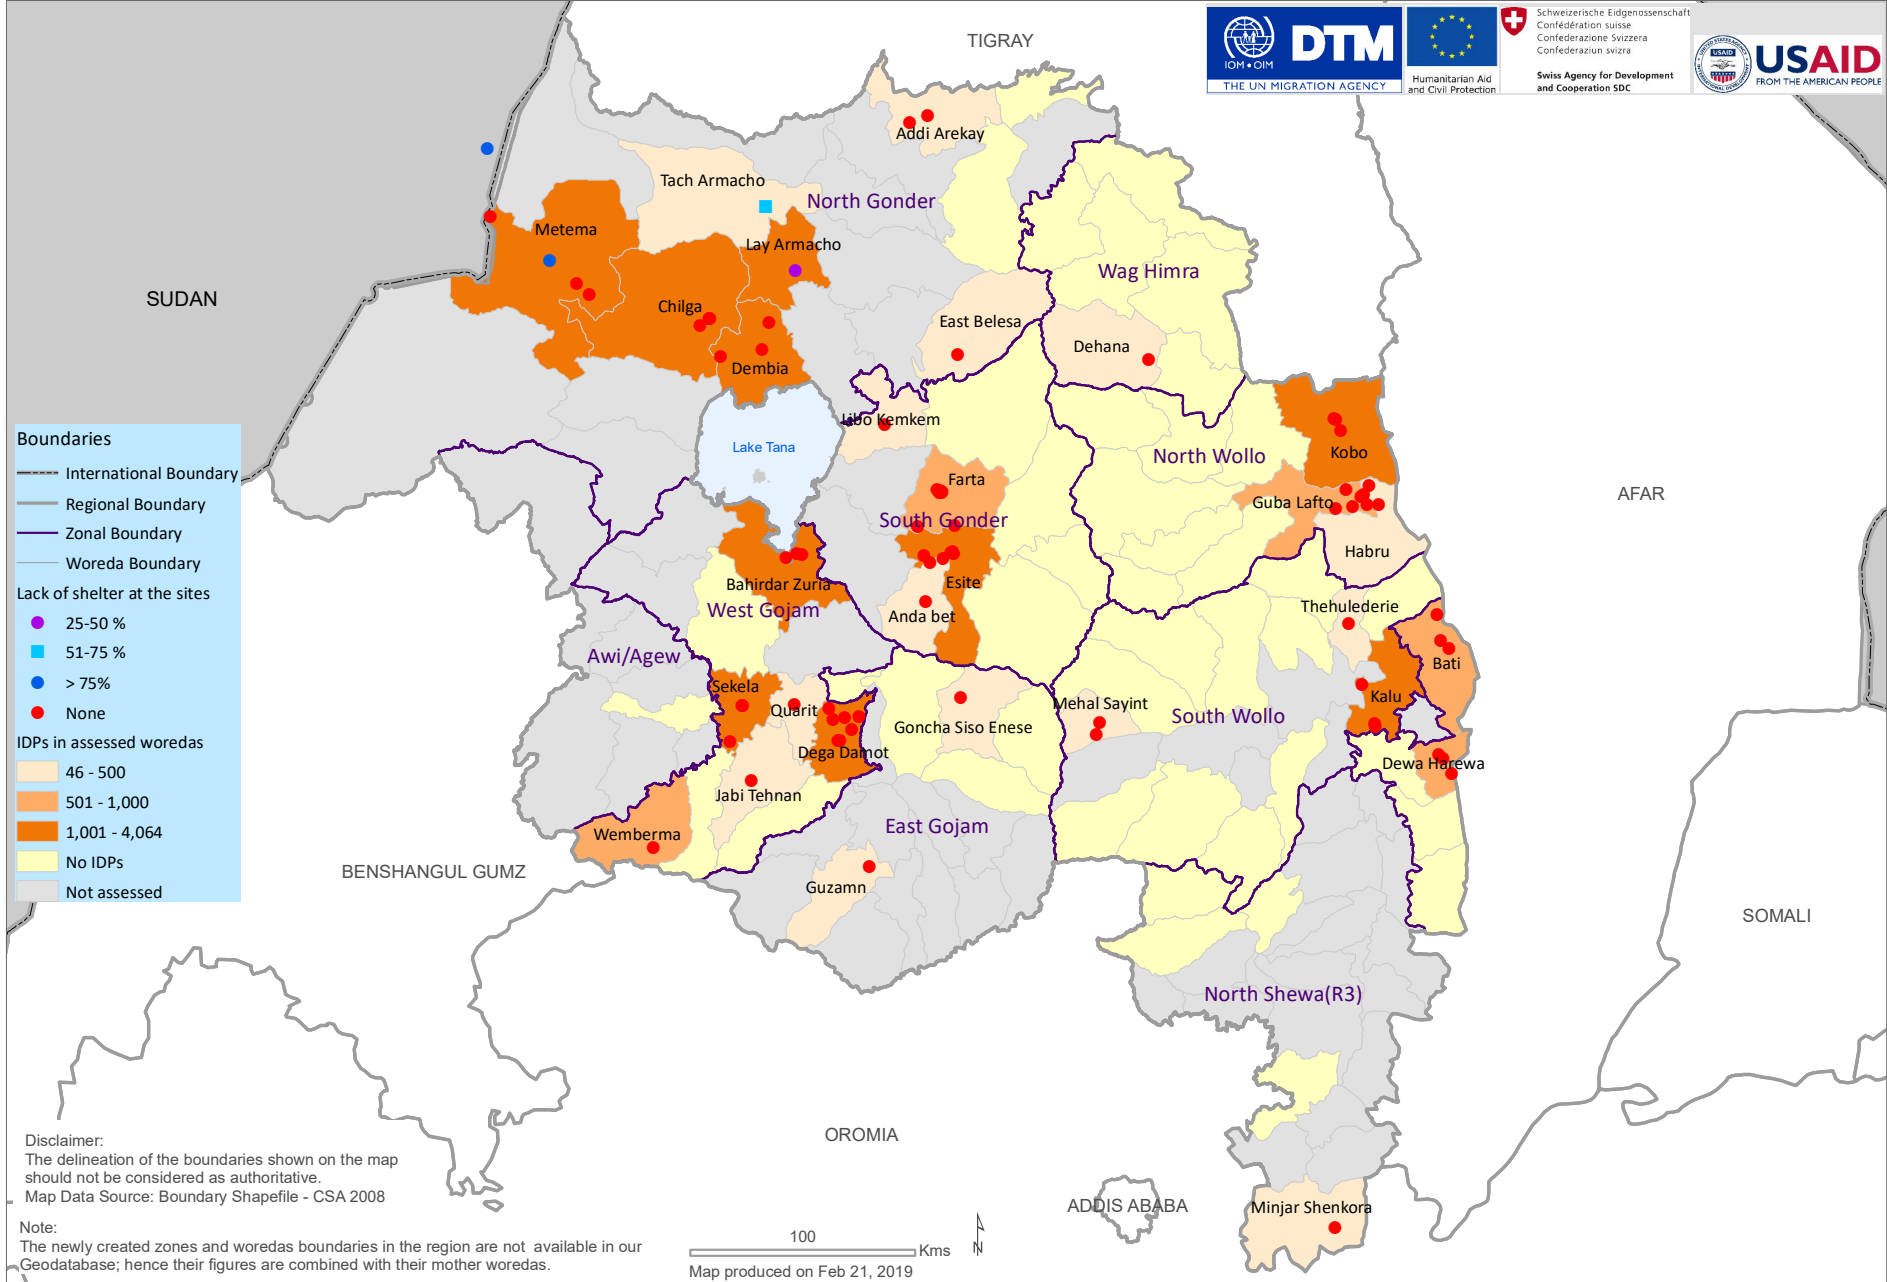 TIGRAY
IOM • OIM
DTM
THE UN MIGRATION AGENCY
Humanitarian Aid
and Civil Protection
Schweizerische Eidgenossenschaft
Confédération suisse
Confederazione Svizzera
Confederaziun svizra
Swiss Agency for Development
and Cooperation SDC
USAID
USAID
FROM THE AMERICAN PEOPLE
Addi Arekay
Tach Armacho
North Gonder
Metema
Lay Armacho
Wag Himra
SUDAN
Chilga
East Belesa
Dehana
Dembia
Libo Kemkem
Lake Tana
North Wollo
Kobo
Farta
AFAR
Guba Lafto
South Gonder
Habru
Bahirdar Zuria
Esite
West Gojam
Anda bet
Thehulederie
Awi/Agew
Bati
Sekela
Kalu
Quarit
Mehal Sayint
South Wollo
Goncha Siso Enese
Dega Damot
Dewa Harewa
Jabi Tehnan
East Gojam
Wemberma
Guzamn
BENSHANGUL GUMZ
SOMALI
North Shewa(R3)
OROMIA
ADDIS ABABA
Minjar Shenkora
Boundaries
International Boundary
Regional Boundary
Zonal Boundary
Woreda Boundary
Lack of shelter at the sites
25-50 %
51-75 %
> 75%
None
IDPs in assessed woredas
46 - 500
501 - 1,000
1,001 - 4,064
No IDPs
Not assessed
Disclaimer:
The delineation of the boundaries shown on the map
should not be considered as authoritative.
Map Data Source: Boundary Shapefile - CSA 2008
Note:
The newly created zones and woredas boundaries in the region are not available in our
Geodatabase; hence their figures are combined with their mother woredas.
100
Kms
N
Map produced on Feb 21, 2019